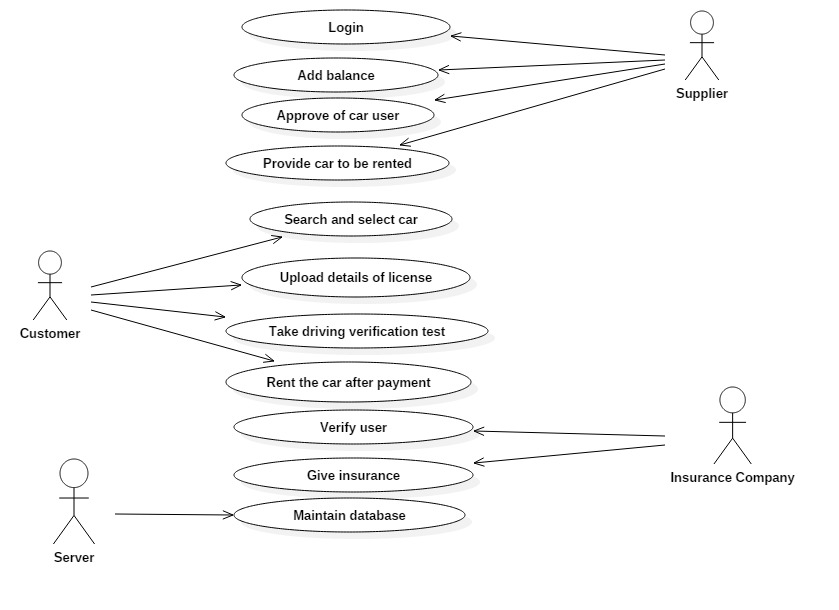 Login
Add balance
Approve of car user
Supplier
Provide car to be rented
Search and select car
Upload details of license
Customer
Take driving verification test
Rent the car after payment
Verify user
Give insurance
Insurance Company
Maintain database
Server